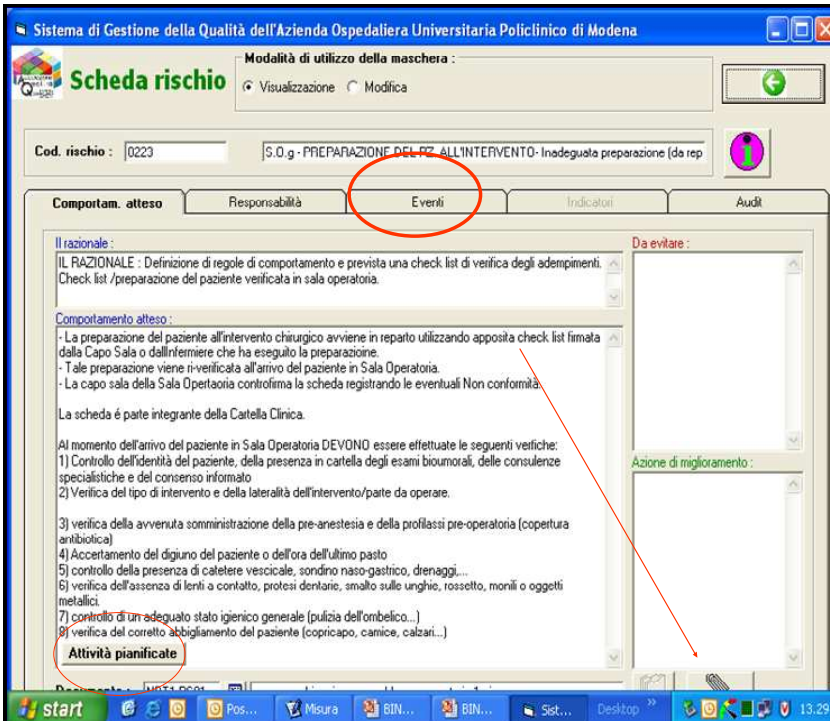 Sistema di Gestione della Qualità dell'Azienda Ospedaliera Universitaria Policlinico di Modena
Scheda rischio
Modalità di utilizzo della maschera :
Visualizzazione
Modifica
Cod. rischio :
0223
S.O.g - PREPARAZIONE DEL PZ. ALL'INTERVENTO- Inadeguata preparazione (da rep
Comportam. atteso
Responsabilità
Eventi
Indicatori
Audit
Il razionale :
IL RAZIONALE : Definizione di regole di comportamento e prevista una check list di verifica degli adempimenti.
Check list /preparazione del paziente verificata in sala operatoria.
Da evitare :
Comportamento atteso :
- La preparazione del paziente all'intervento chirurgico avviene in reparto utilizzando apposita check list firmata
dalla Capo Sala o dallInfermiere che ha eseguito la preparazioine.
- Tale preparazione viene ri-verificata all'arrivo del paziente in Sala Operatoria.
- La capo sala della Sala Opertaoria controfirma la scheda registrando le eventuali Non conformità.
La scheda é parte integrante della Cartella Clinica.
Al momento dell'arrivo del paziente in Sala Operatoria DEVONO essere effettuate le seguenti verfiche:
1) Controllo dell'identità del paziente, della presenza in cartella degli esami bioumorali, delle consulenze
specialistiche e del consenso informato
2) Verifica del tipo di intervento e della lateralità dell'intervento/parte da operare.
3) verifica della avvenuta somministrazione della pre-anestesia e della profilassi pre-operatoria (copertura
antibiotica)
4) Accertamento del digiuno del paziente o dell'ora dell'ultimo pasto
5) controllo della presenza di catetere vescicale, sondino naso-gastrico, drenaggi,...
6) verifica dell'assenza di lenti a contatto, protesi dentarie, smalto sulle unghie, rossetto, monili o oggetti
metallici.
7) controllo di un adeguato stato igienico generale (pulizia dell'ombelico...)
8) verifica del corretto abbigliamento del paziente (copricapo, camice, calzari...)
Azione di miglioramento :
Attività pianificate
start
Pos...
Misura
BIN...
BIN...
Sist...
Desktop
13.29